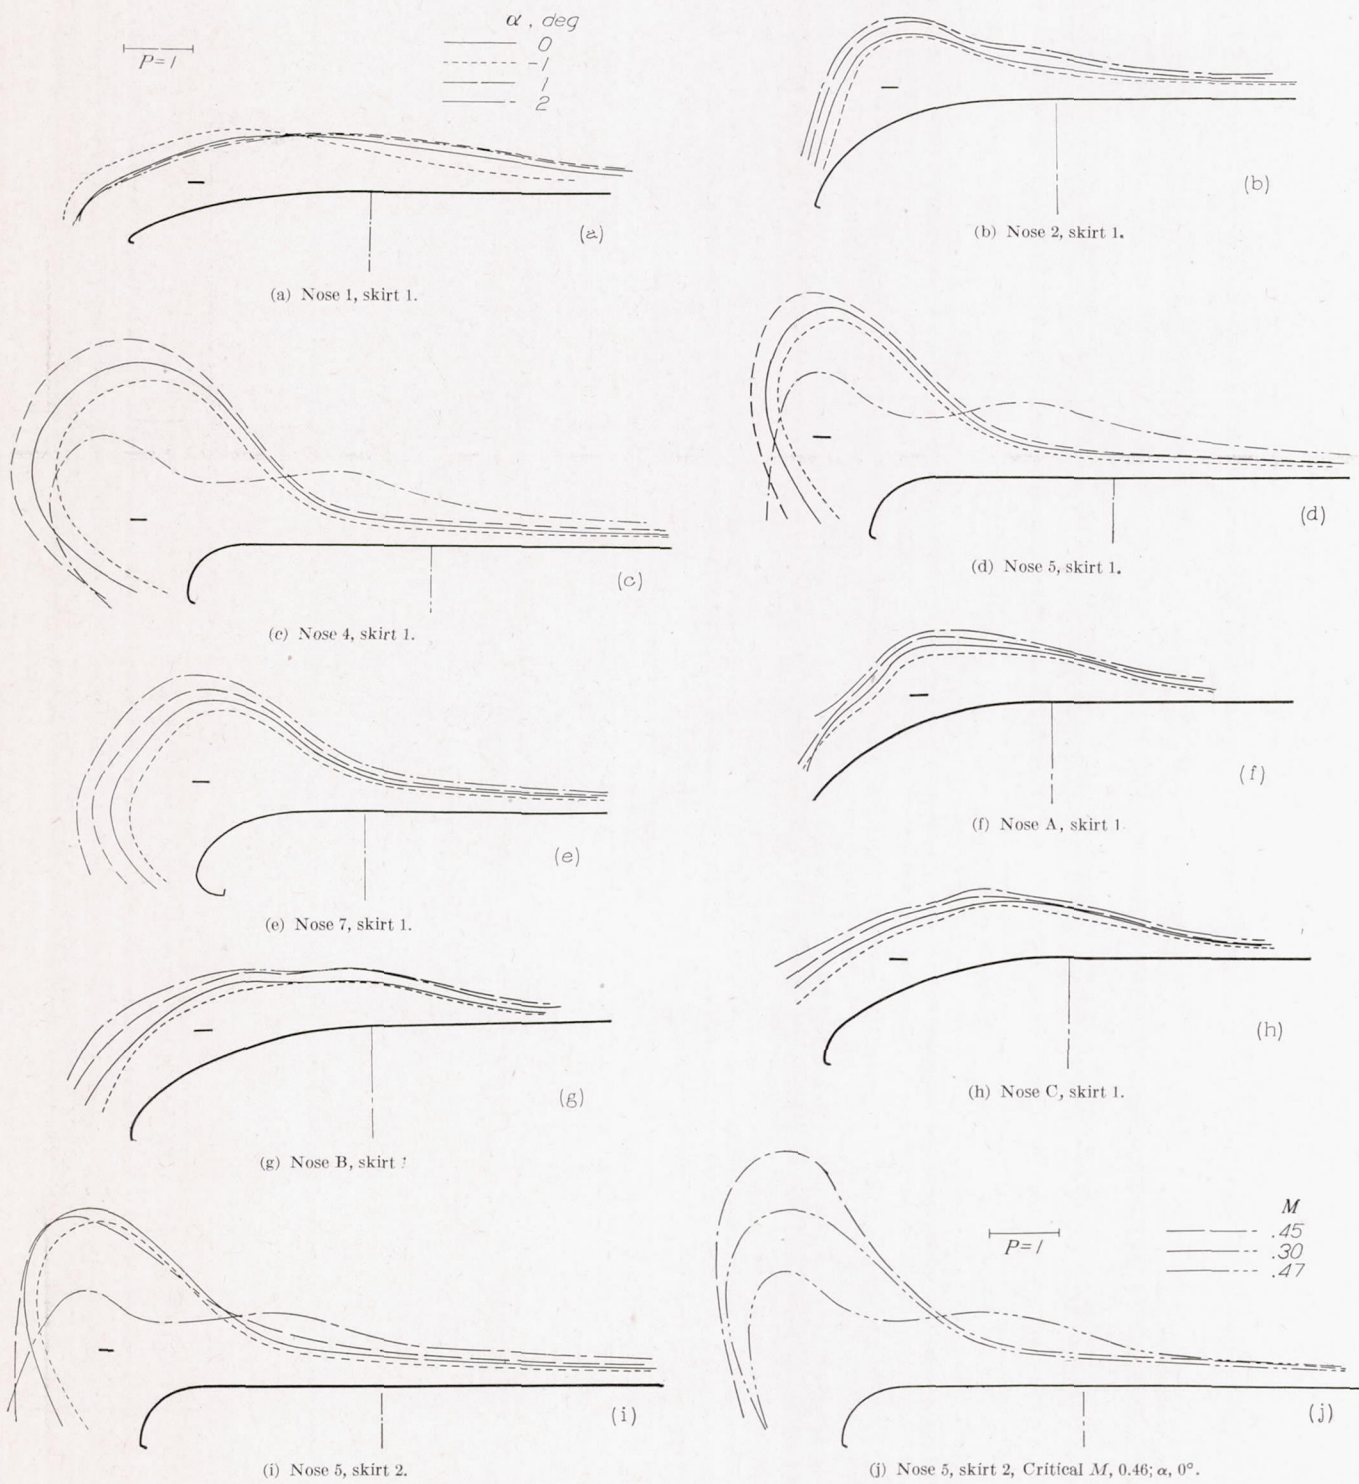 α, deg
P=1
0
-1
1
2
(a)
(a) Nose 1, skirt 1.
(b)
(b) Nose 2, skirt 1.
(c)
(c) Nose 4, skirt 1.
(d)
(d) Nose 5, skirt 1.
(e)
(e) Nose 7, skirt 1.
(f)
(f) Nose A, skirt 1
(g)
(g) Nose B, skirt
(h)
(h) Nose C, skirt 1.
(i)
(i) Nose 5, skirt 2.
M
P=1
.45
.30
.47
(j)
(j) Nose 5, skirt 2, Critical M, 0.46; α, 0°.